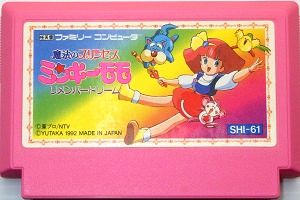 ファミリーコンピュータ
魔法のプリンセス
ミンキーモモ
リメンバードリーム
©葦プロ/NTV
©YUTAKA 1992 MADE IN JAPAN
SHI-61